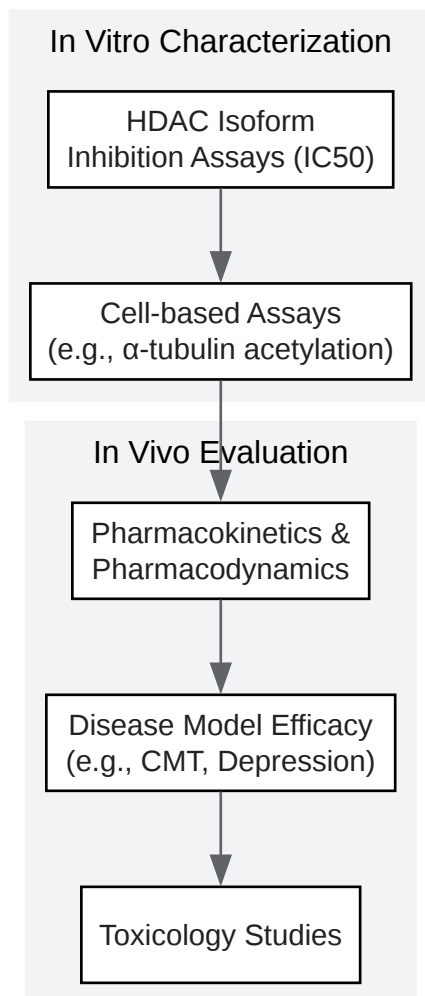 In Vitro Characterization
HDAC Isoform
Inhibition Assays (IC50)
Cell-based Assays
(e.g., α-tubulin acetylation)
In Vivo Evaluation
Pharmacokinetics &
Pharmacodynamics
Disease Model Efficacy
(e.g., CMT, Depression)
Toxicology Studies